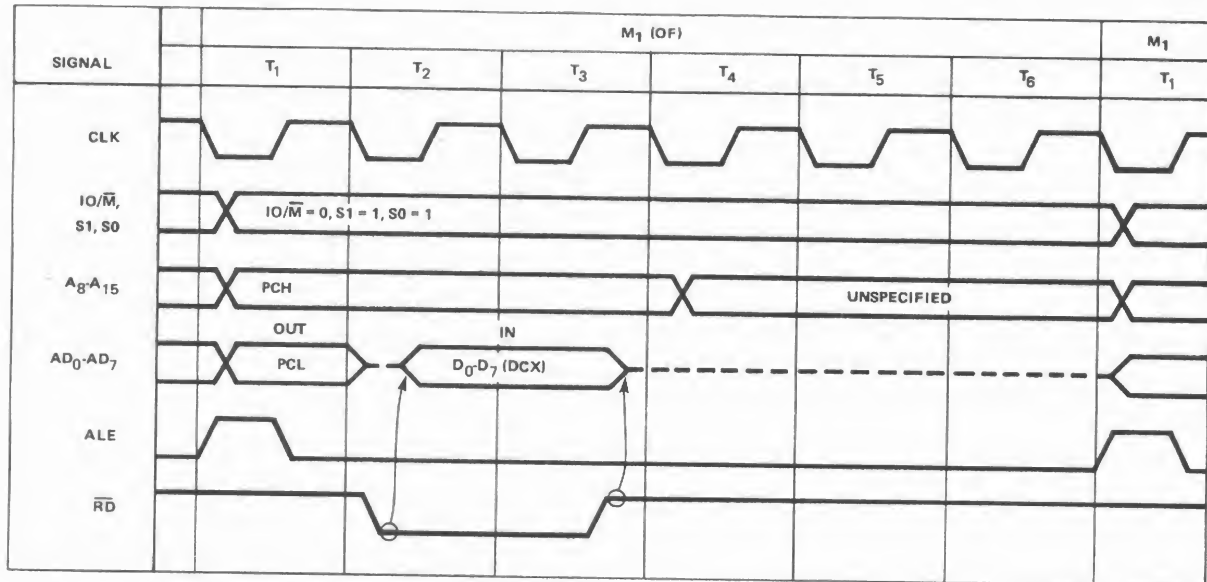 M1 (OF) M1
SIGNAL T1 T2 T3 T4 T5 T6 T1
CLK
IO/M̅,
S1, S0
IO/M̅ = 0, S1 = 1, S0 = 1
A8-A15 PCH UNSPECIFIED
OUT IN
AD0-AD7 PCL D0-D7 (DCX)
ALE
R̅D̅